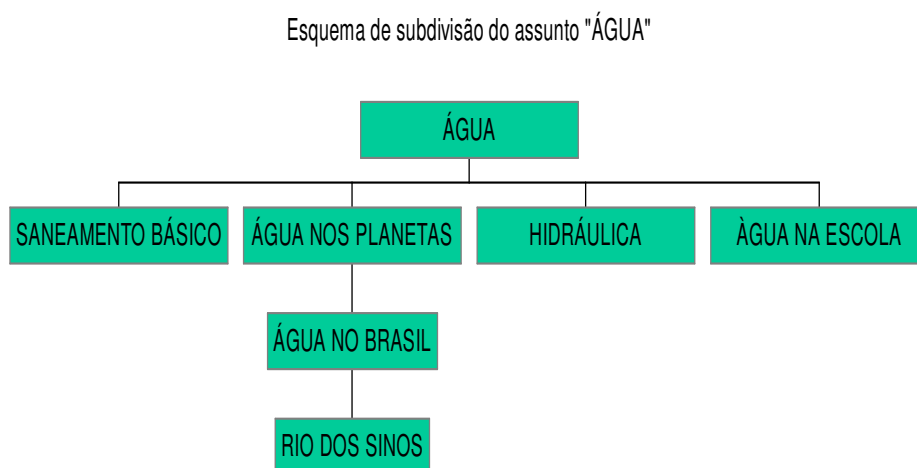 Esquema de subdivisão do assunto "ÁGUA"
ÁGUA
SANEAMENTO BÁSICO
ÁGUA NOS PLANETAS
HIDRÁULICA
ÀGUA NA ESCOLA
ÁGUA NO BRASIL
RIO DOS SINOS